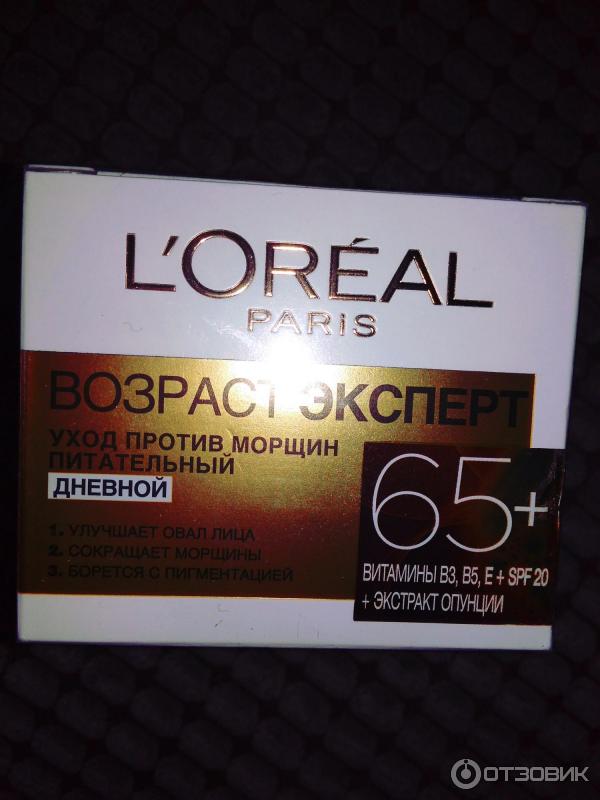 L'ORÉAL
PARIS
ВОЗРАСТ ЭКСПЕРТ
УХОД ПРОТИВ МОРЩИН
ПИТАТЕЛЬНЫЙ
ДНЕВНОЙ
1. УЛУЧШАЕТ ОВАЛ ЛИЦА
2. СОКРАЩАЕТ МОРЩИНЫ
3. БОРЕТСЯ С ПИГМЕНТАЦИЕЙ
65+
ВИТАМИНЫ B3, B5, E + SPF 20
+ ЭКСТРАКТ ОПУНЦИИ
ОТЗОВИК